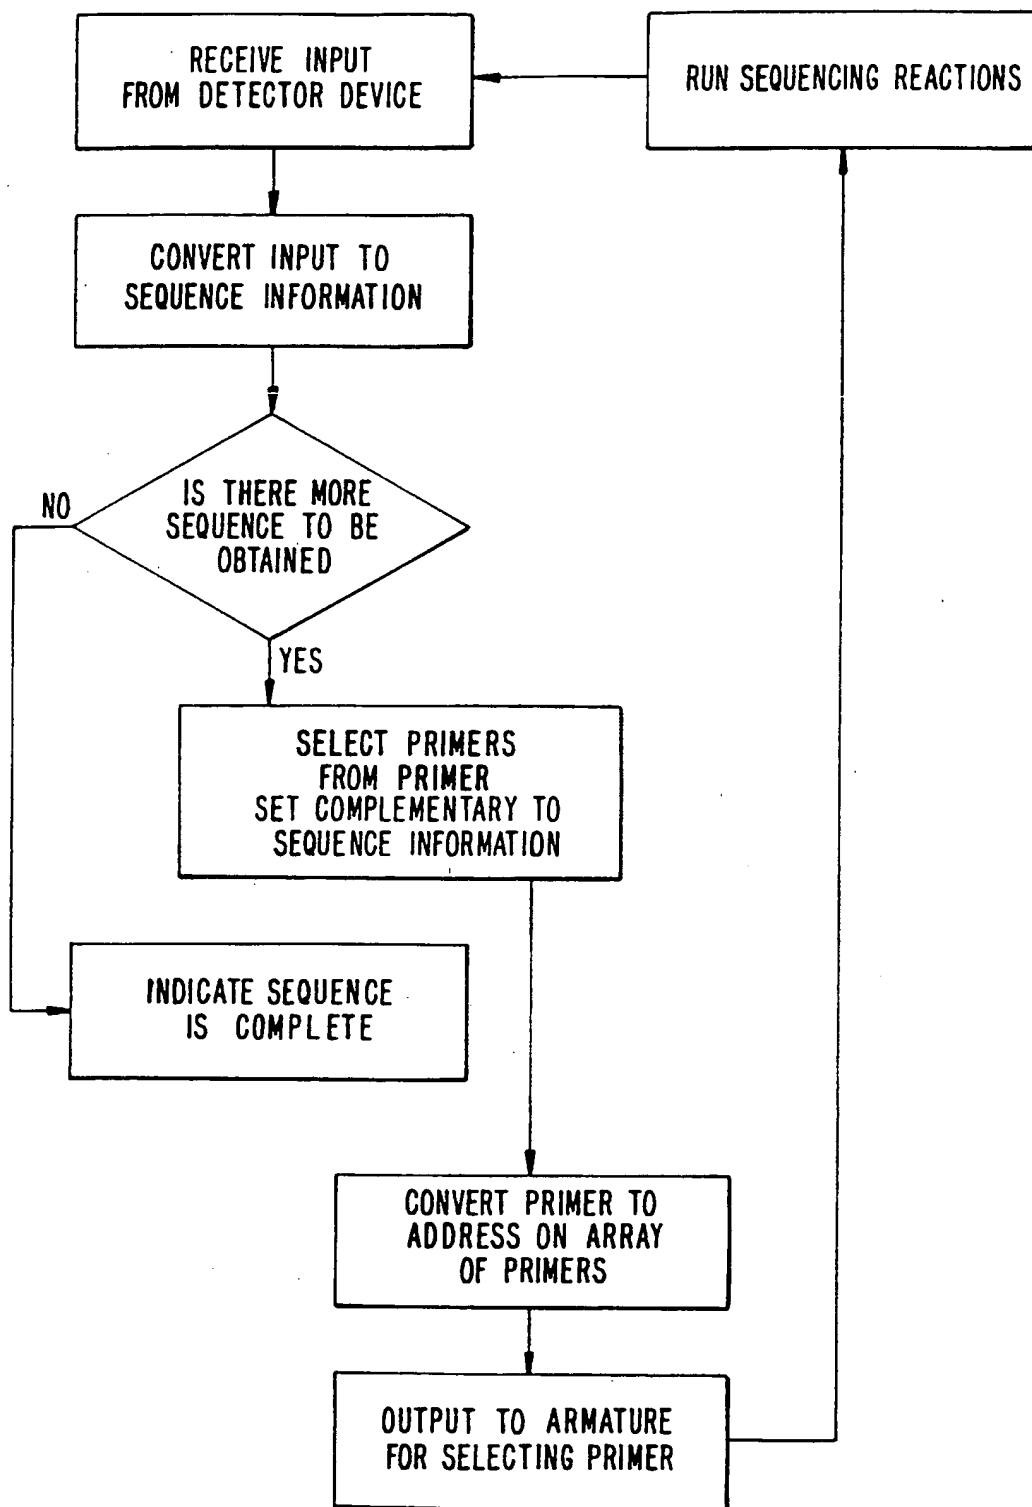 RECEIVE INPUT
FROM DETECTOR DEVICE
RUN SEQUENCING REACTIONS
CONVERT INPUT TO
SEQUENCE INFORMATION
IS THERE MORE
SEQUENCE TO BE
OBTAINED
NO
YES
SELECT PRIMERS
FROM PRIMER
SET COMPLEMENTARY TO
SEQUENCE INFORMATION
INDICATE SEQUENCE
IS COMPLETE
CONVERT PRIMER TO
ADDRESS ON ARRAY
OF PRIMERS
OUTPUT TO ARMATURE
FOR SELECTING PRIMER